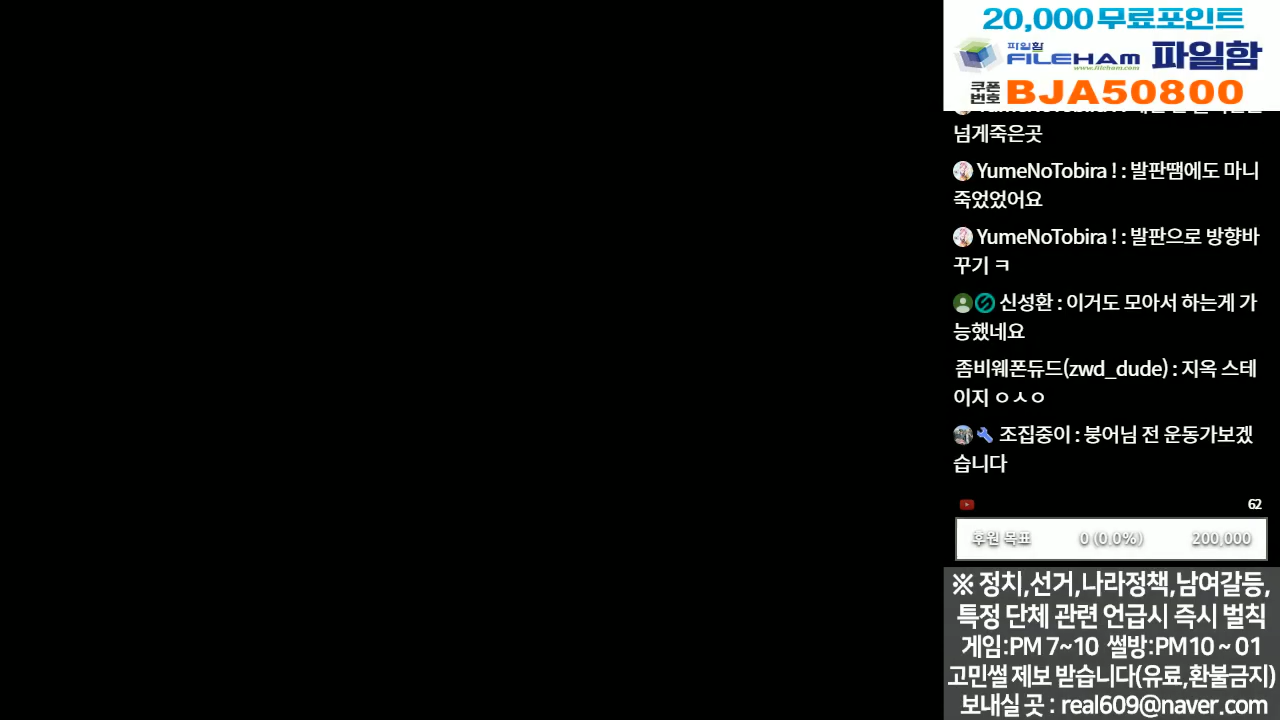 20,000무료포인트
파일함
FILEHAM 파일함
www.fileham.com
쿠폰
번호 BJA50800
넘게죽은곳
YumeNoTobira ! : 발판땜에도 마니
죽었었어요
YumeNoTobira ! : 발판으로 방향바
꾸기 ㅋ
신성환 : 이거도 모아서 하는게 가
능했네요
좀비웨폰듀드(zwd_dude) : 지옥 스테
이지 ㅇㅅㅇ
조집중이 : 붕어님 전 운동가보겠
습니다
62
후원 목표 0 (0.0%) 200,000
※ 정치,선거,나라정책,남여갈등,
특정 단체 관련 언급시 즉시 벌칙
게임:PM 7~10 썰방:PM10 ~ 01
고민썰 제보 받습니다(유료,환불금지)
보내실 곳 : real609@naver.com